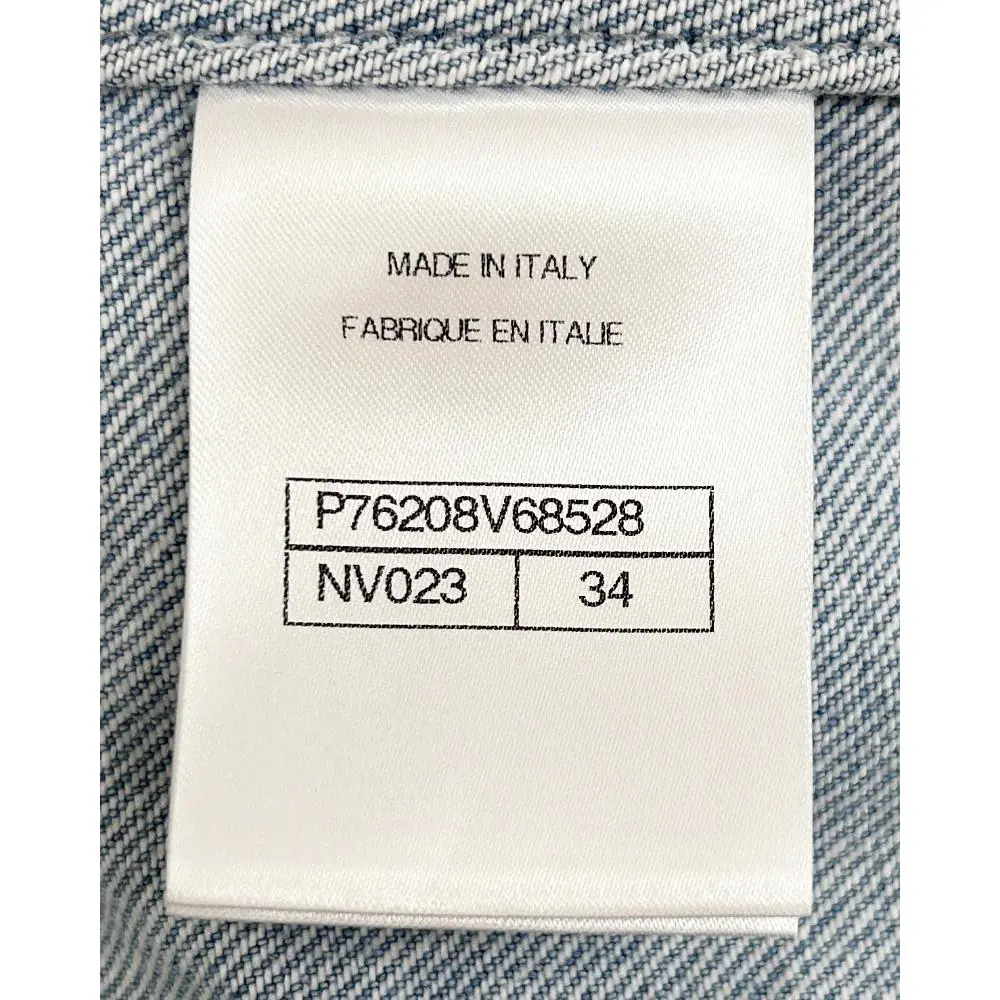 MADE IN ITALY
FABRIQUE EN ITALIE
P76208V68528
NV023 34